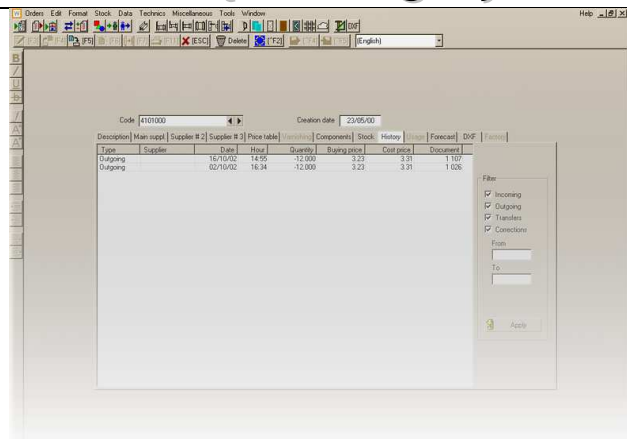 Orders Edit Format Stock Data Technics Miscellaneous Tools Window Help
DXF
(F5) (ESC) Delete (^F2) (English)
B
Code 4101000 Creation date 23/05/00
Description Main suppl. Supplier # 2 Supplier # 3 Price table Varnishing Components Stock History Usage Forecast DXF
Type Supplier Date Hour Quantity Buying price Cost price Document
Outgoing 16/10/02 14:55 -12.000 3.23 3.31 1 107
Outgoing 02/10/02 16:34 -12.000 3.23 3.31 1 026
Filter
Incoming
Outgoing
Transfers
Corrections
From
To
Apply